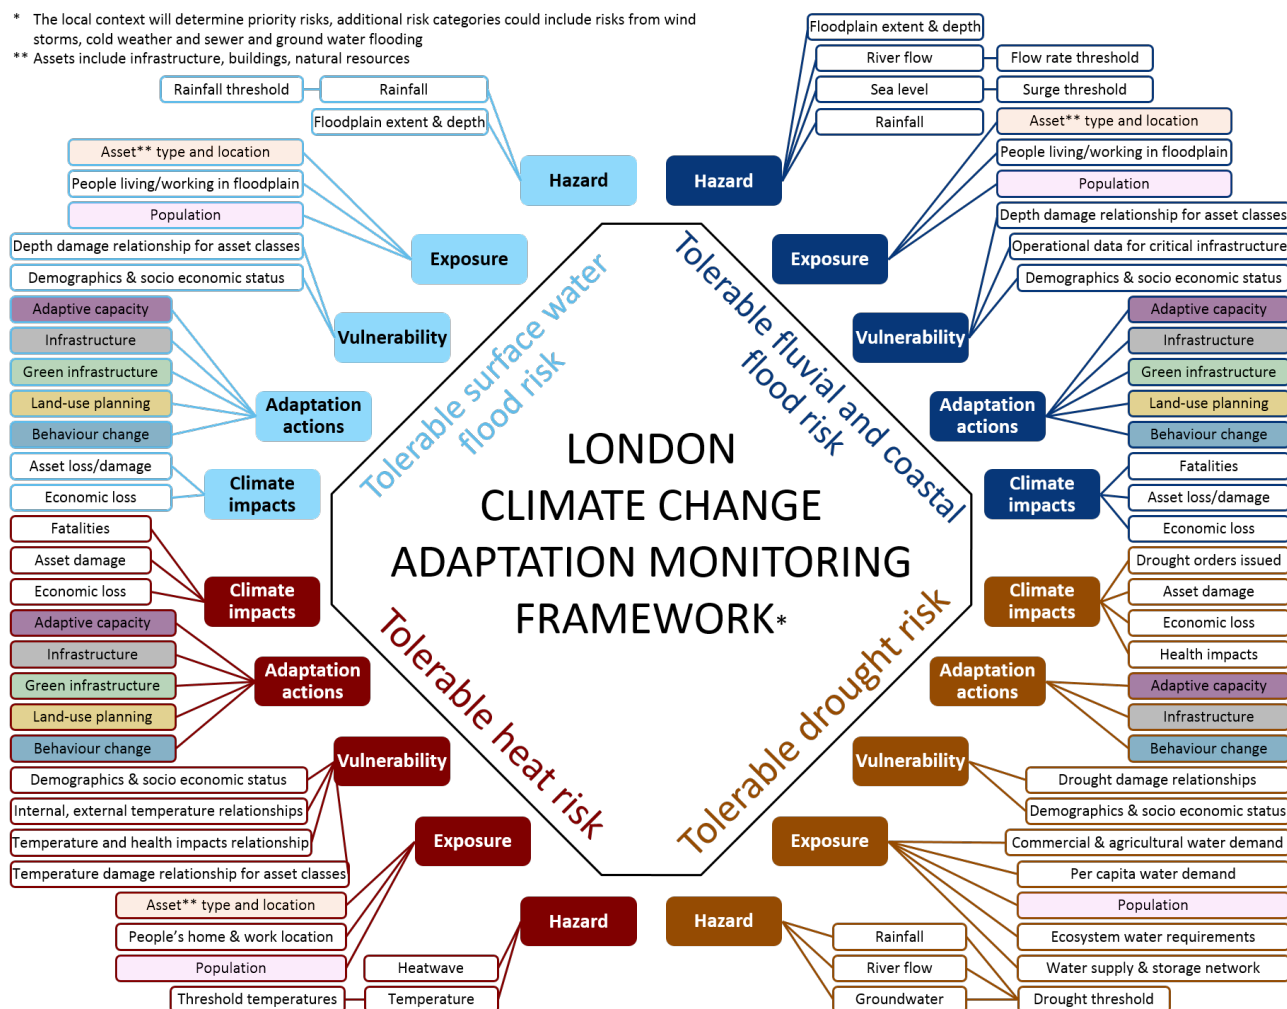 * The local context will determine priority risks, additional risk categories could include risks from wind
storms, cold weather and sewer and ground water flooding
** Assets include infrastructure, buildings, natural resources
Rainfall threshold
Rainfall
Floodplain extent & depth
Asset** type and location
People living/working in floodplain
Population
Depth damage relationship for asset classes
Demographics & socio economic status
Adaptive capacity
Infrastructure
Green infrastructure
Land-use planning
Behaviour change
Asset loss/damage
Economic loss
Hazard
Exposure
Vulnerability
Adaptation
actions
Climate
impacts
Tolerable surface water
flood risk
Floodplain extent & depth
River flow
Flow rate threshold
Sea level
Surge threshold
Rainfall
Asset** type and location
People living/working in floodplain
Population
Depth damage relationship for asset classes
Operational data for critical infrastructure
Demographics & socio economic status
Adaptive capacity
Infrastructure
Green infrastructure
Land-use planning
Behaviour change
Fatalities
Asset loss/damage
Economic loss
Hazard
Exposure
Vulnerability
Adaptation
actions
Climate
impacts
Tolerable fluvial and coastal
flood risk
LONDON
CLIMATE CHANGE
ADAPTATION MONITORING
FRAMEWORK*
Fatalities
Asset damage
Economic loss
Adaptive capacity
Infrastructure
Green infrastructure
Land-use planning
Behaviour change
Demographics & socio economic status
Internal, external temperature relationships
Temperature and health impacts relationship
Temperature damage relationship for asset classes
Asset** type and location
People's home & work location
Population
Heatwave
Threshold temperatures
Temperature
Climate
impacts
Adaptation
actions
Vulnerability
Exposure
Hazard
Tolerable heat risk
Drought orders issued
Asset damage
Economic loss
Health impacts
Adaptive capacity
Infrastructure
Behaviour change
Drought damage relationships
Demographics & socio economic status
Commercial & agricultural water demand
Per capita water demand
Population
Ecosystem water requirements
Water supply & storage network
Rainfall
River flow
Groundwater
Drought threshold
Climate
impacts
Adaptation
actions
Vulnerability
Exposure
Hazard
Tolerable drought risk